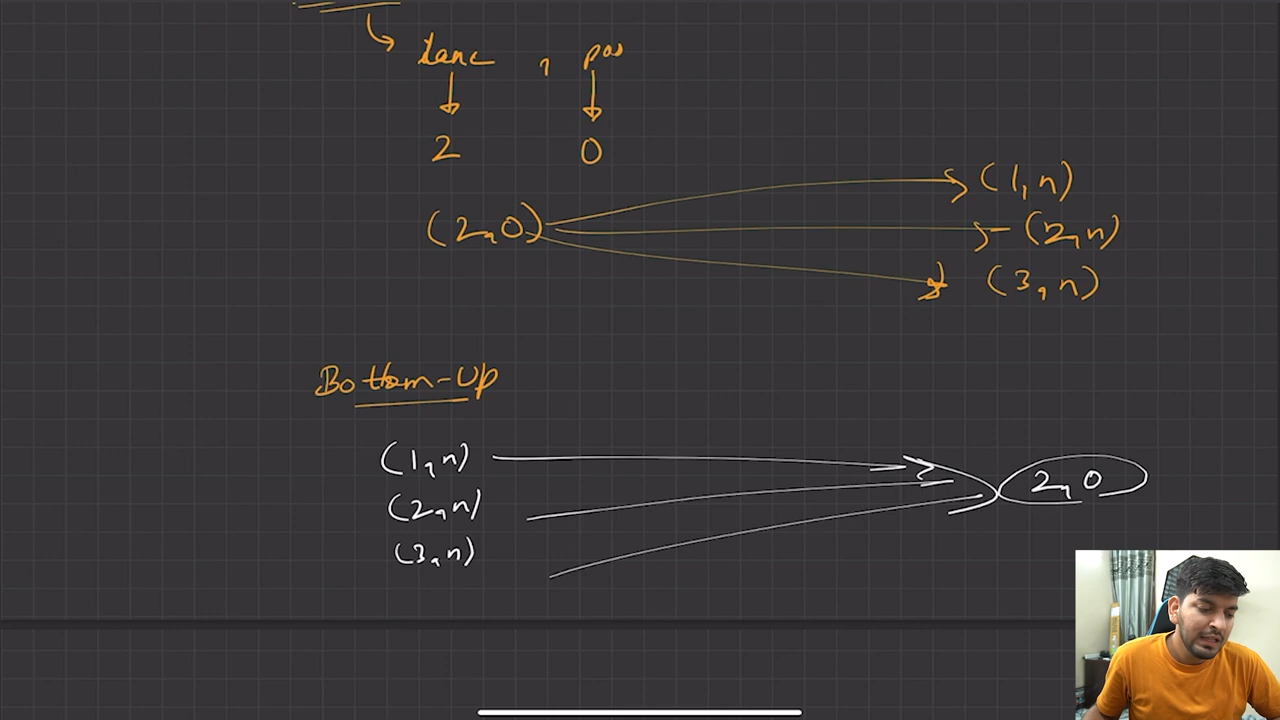 lane , pos
2 0
(1,n)
(2,0) (2,n)
(3,n)
Bottom-Up
(1,n)
(2,n) 2,0
(3,n)